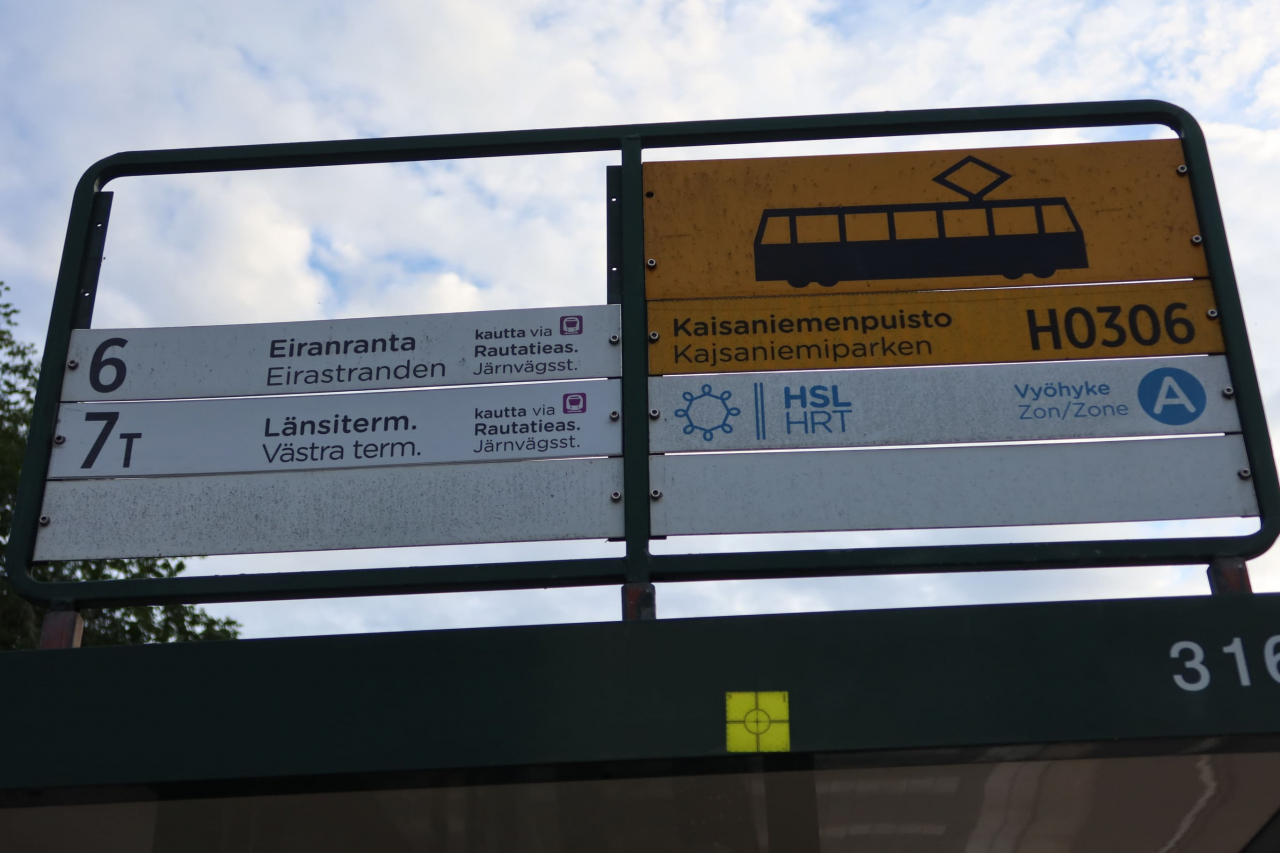 6 Eiranranta kautta via
Eirastranden Rautatieas.
Järnvägsst.
7T Länsiterm. kautta via
Västra term. Rautatieas.
Järnvägsst.
Kaisaniemenpuisto H0306
Kajsaniemiparken
HSL Vyöhyke A
HRT Zon/Zone
316